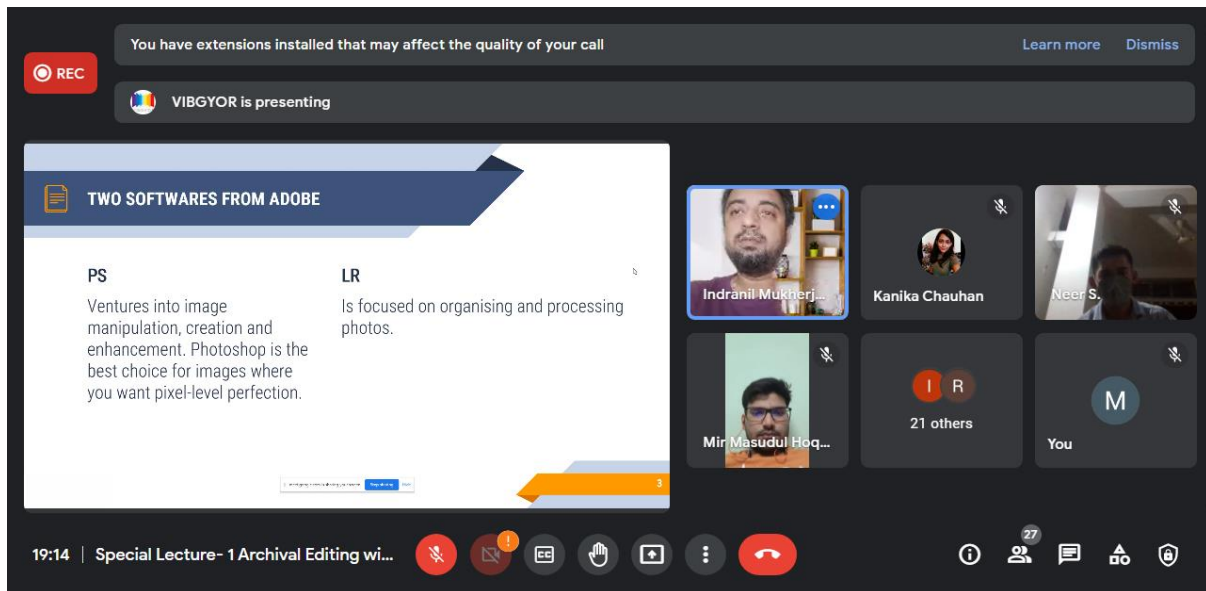 You have extensions installed that may affect the quality of your call
Learn more
Dismiss
REC
VIBGYOR is presenting
TWO SOFTWARES FROM ADOBE
PS
Ventures into image
manipulation, creation and
enhancement. Photoshop is the
best choice for images where
you want pixel-level perfection.
LR
Is focused on organising and processing
photos.
3
Indranil Mukherj...
Kanika Chauhan
Neer S.
Mir Masudul Hoq...
I R
21 others
M
You
19:14 | Special Lecture- 1 Archival Editing wi...
CC
27